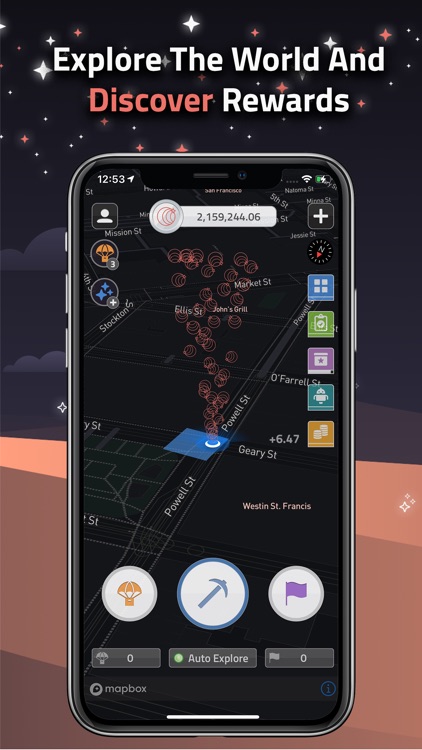 Explore The World And
Discover Rewards
12:53
San Francisco
Natoma St
Minna St
5th St
2,159,244.06
Mission St
Jessie St
3
Market St
Stockton St
Ellis St
John's Grill
Powell St
O'Farrell St
Powell St
+6.47
Geary St
Powell St
Westin St. Francis
0
Auto Explore
0
mapbox